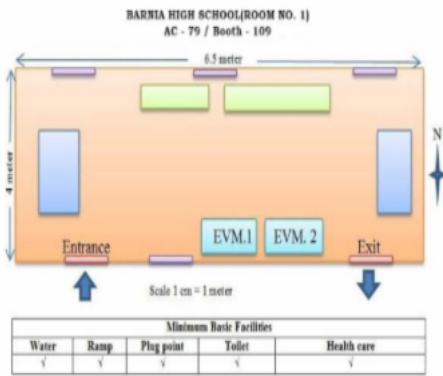 BARNIA HIGH SCHOOL(ROOM NO. 1)
AC - 79 / Booth - 109
6.5 meter
4 meter
N
EVM.1 EVM. 2
Entrance Exit
Scale 1 cm = 1 meter
Minimum Basic Facilities
Water Ramp Plug point Toilet Health care
√ √ √ √ √